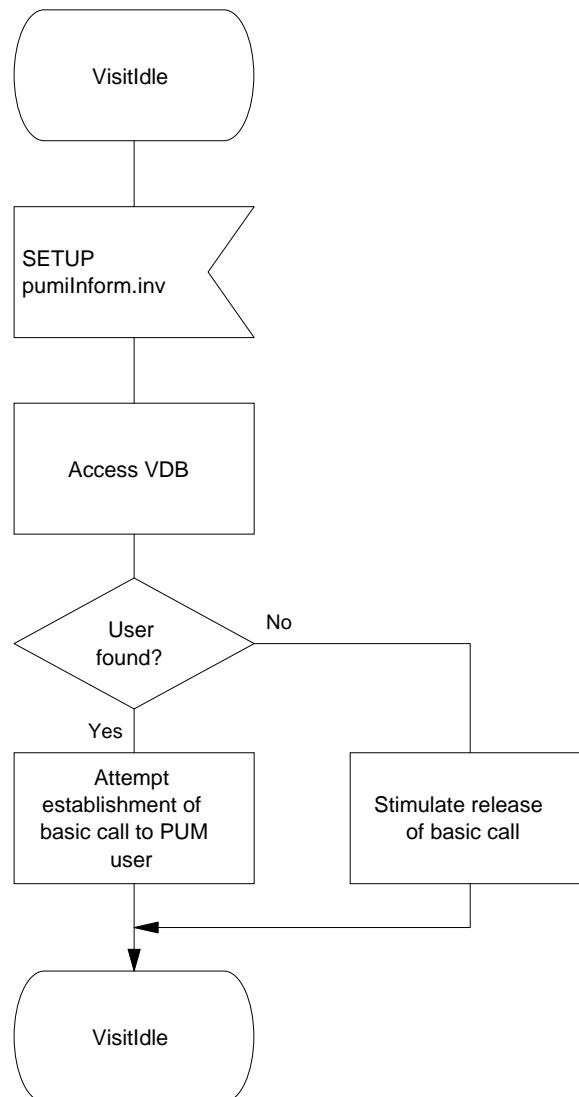 VisitIdle
SETUP
pumiInform.inv
Access VDB
User
found?
No
Yes
Attempt
establishment of
basic call to PUM
user
Stimulate release
of basic call
VisitIdle